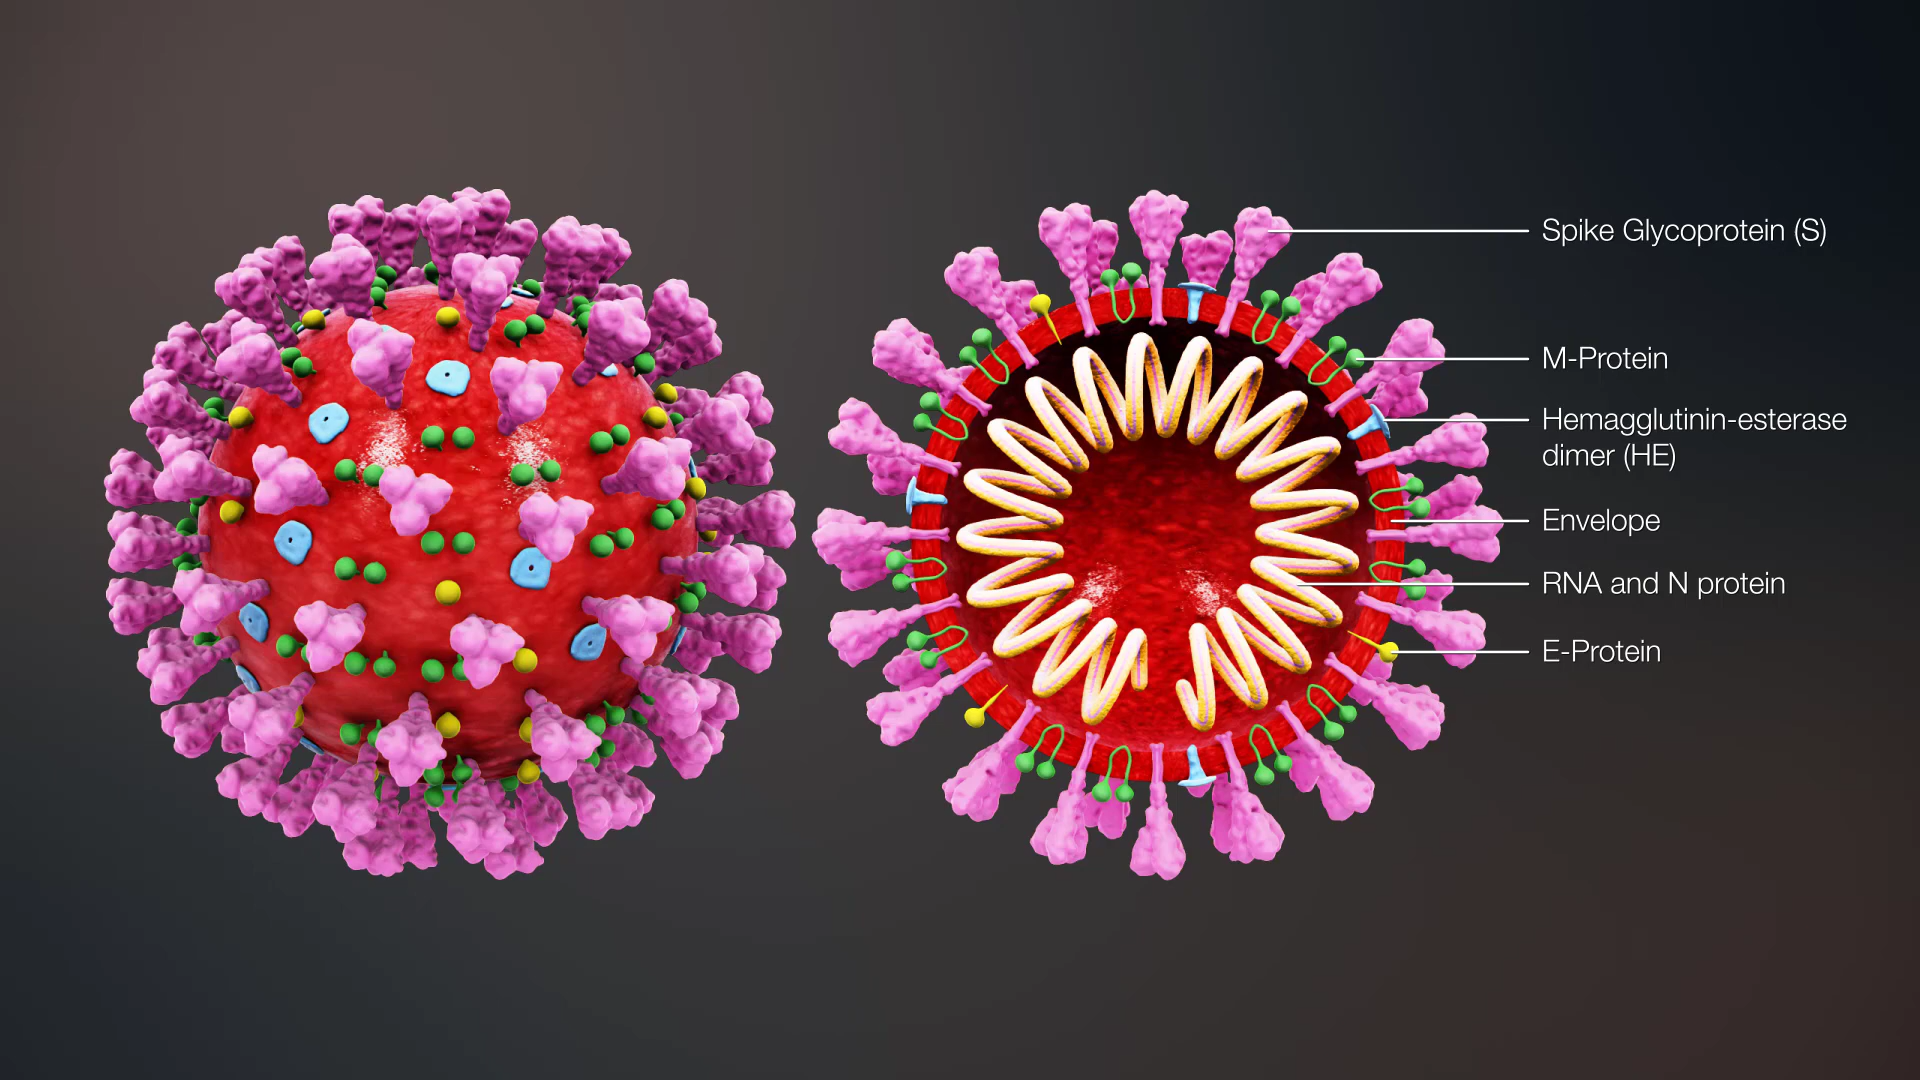 Spike Glycoprotein (S)
M-Protein
Hemagglutinin-esterase
dimer (HE)
Envelope
RNA and N protein
E-Protein